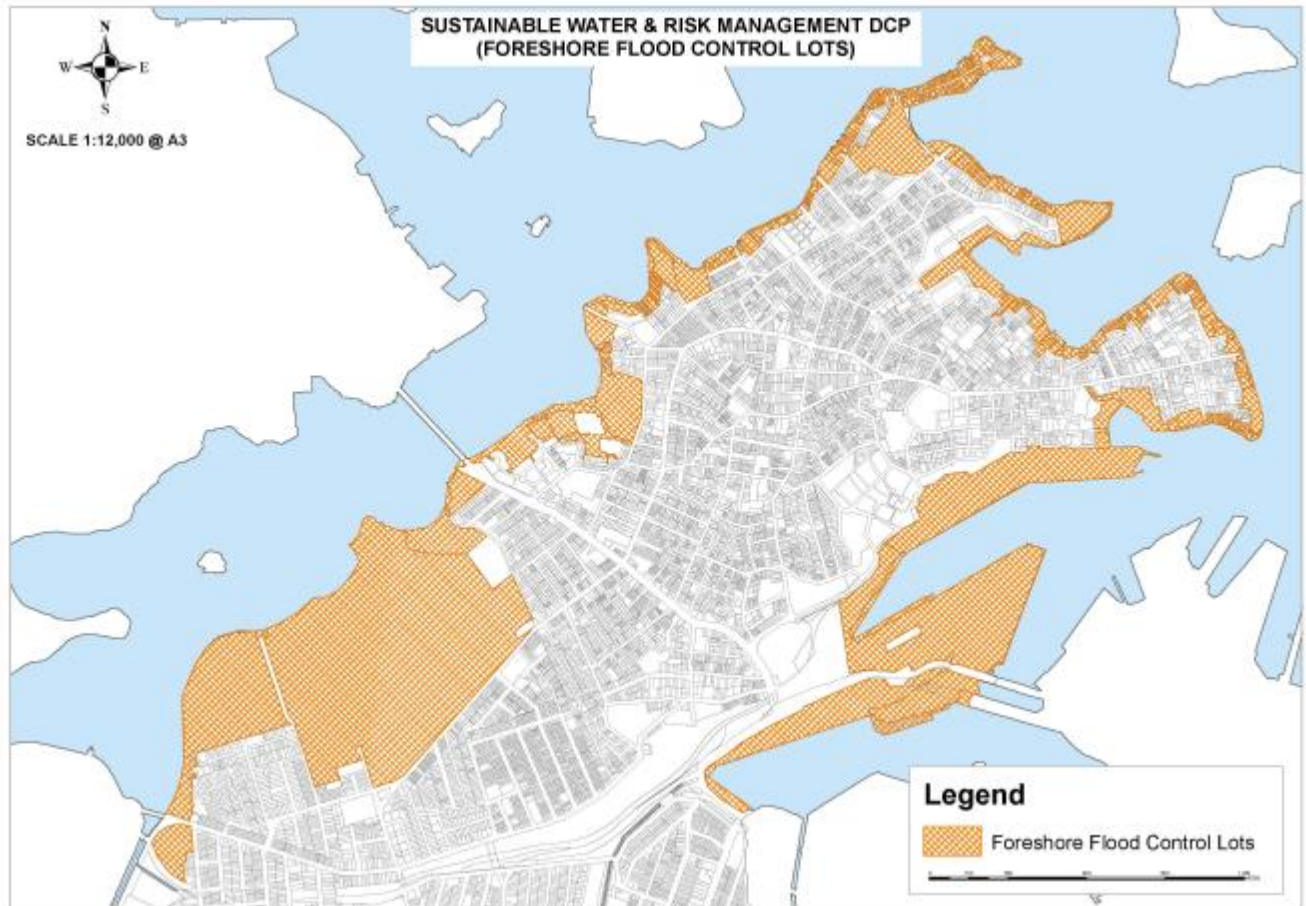 SUSTAINABLE WATER & RISK MANAGEMENT DCP
(FORESHORE FLOOD CONTROL LOTS)
N
W E
S
SCALE 1:12,000 @ A3
Legend
Foreshore Flood Control Lots